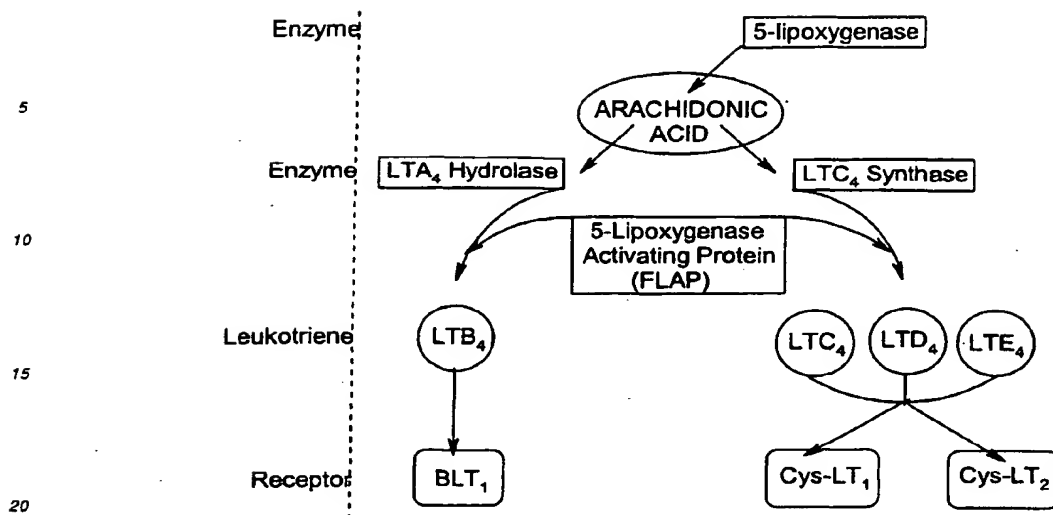 Enzyme
5-lipoxygenase
5
ARACHIDONIC
ACID
Enzyme
LTA₄ Hydrolase
LTC₄ Synthase
10
5-Lipoxygenase
Activating Protein
(FLAP)
Leukotriene
LTB₄
LTC₄
LTD₄
LTE₄
15
Receptor
BLT₁
Cys-LT₁
Cys-LT₂
20